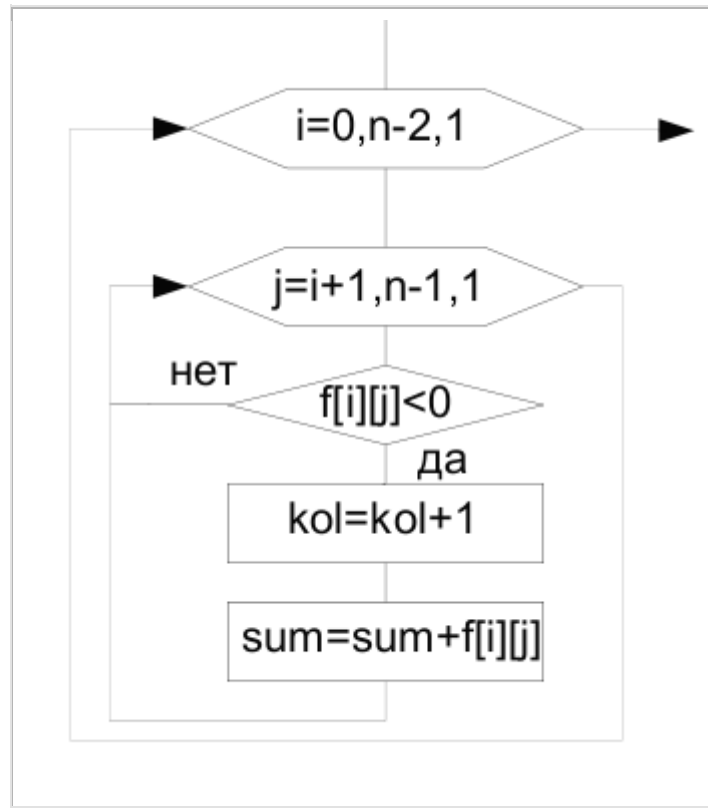 i=0,n-2,1
j=i+1,n-1,1
нет
f[i][j]<0
да
kol=kol+1
sum=sum+f[i][j]